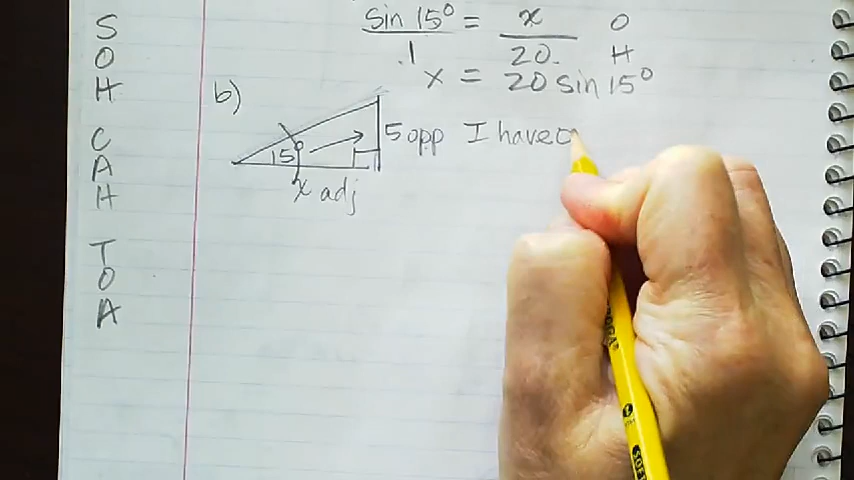 S
O
H
C
A
H
T
O
A
sin 15° = x O
.1 20. H
x = 20 sin 15°
b)
15°
5 opp I have o
x adj